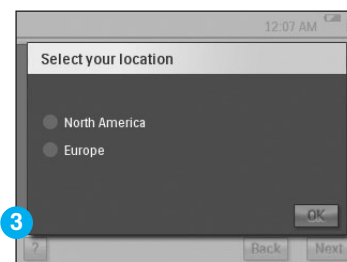 12:07 AM
Select your location
North America
Europe
OK
3
?
Back
Next